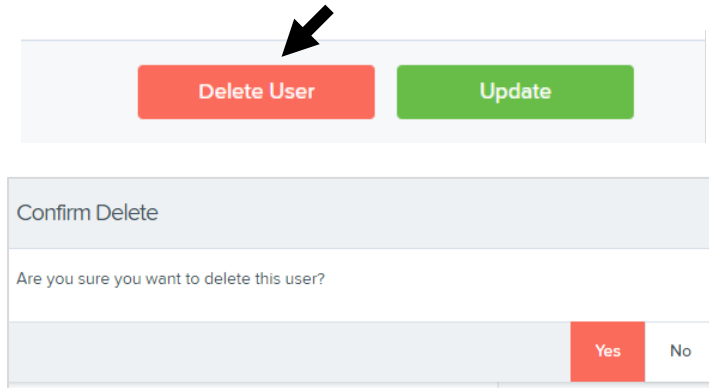 Delete User Update
Confirm Delete
Are you sure you want to delete this user?
Yes No